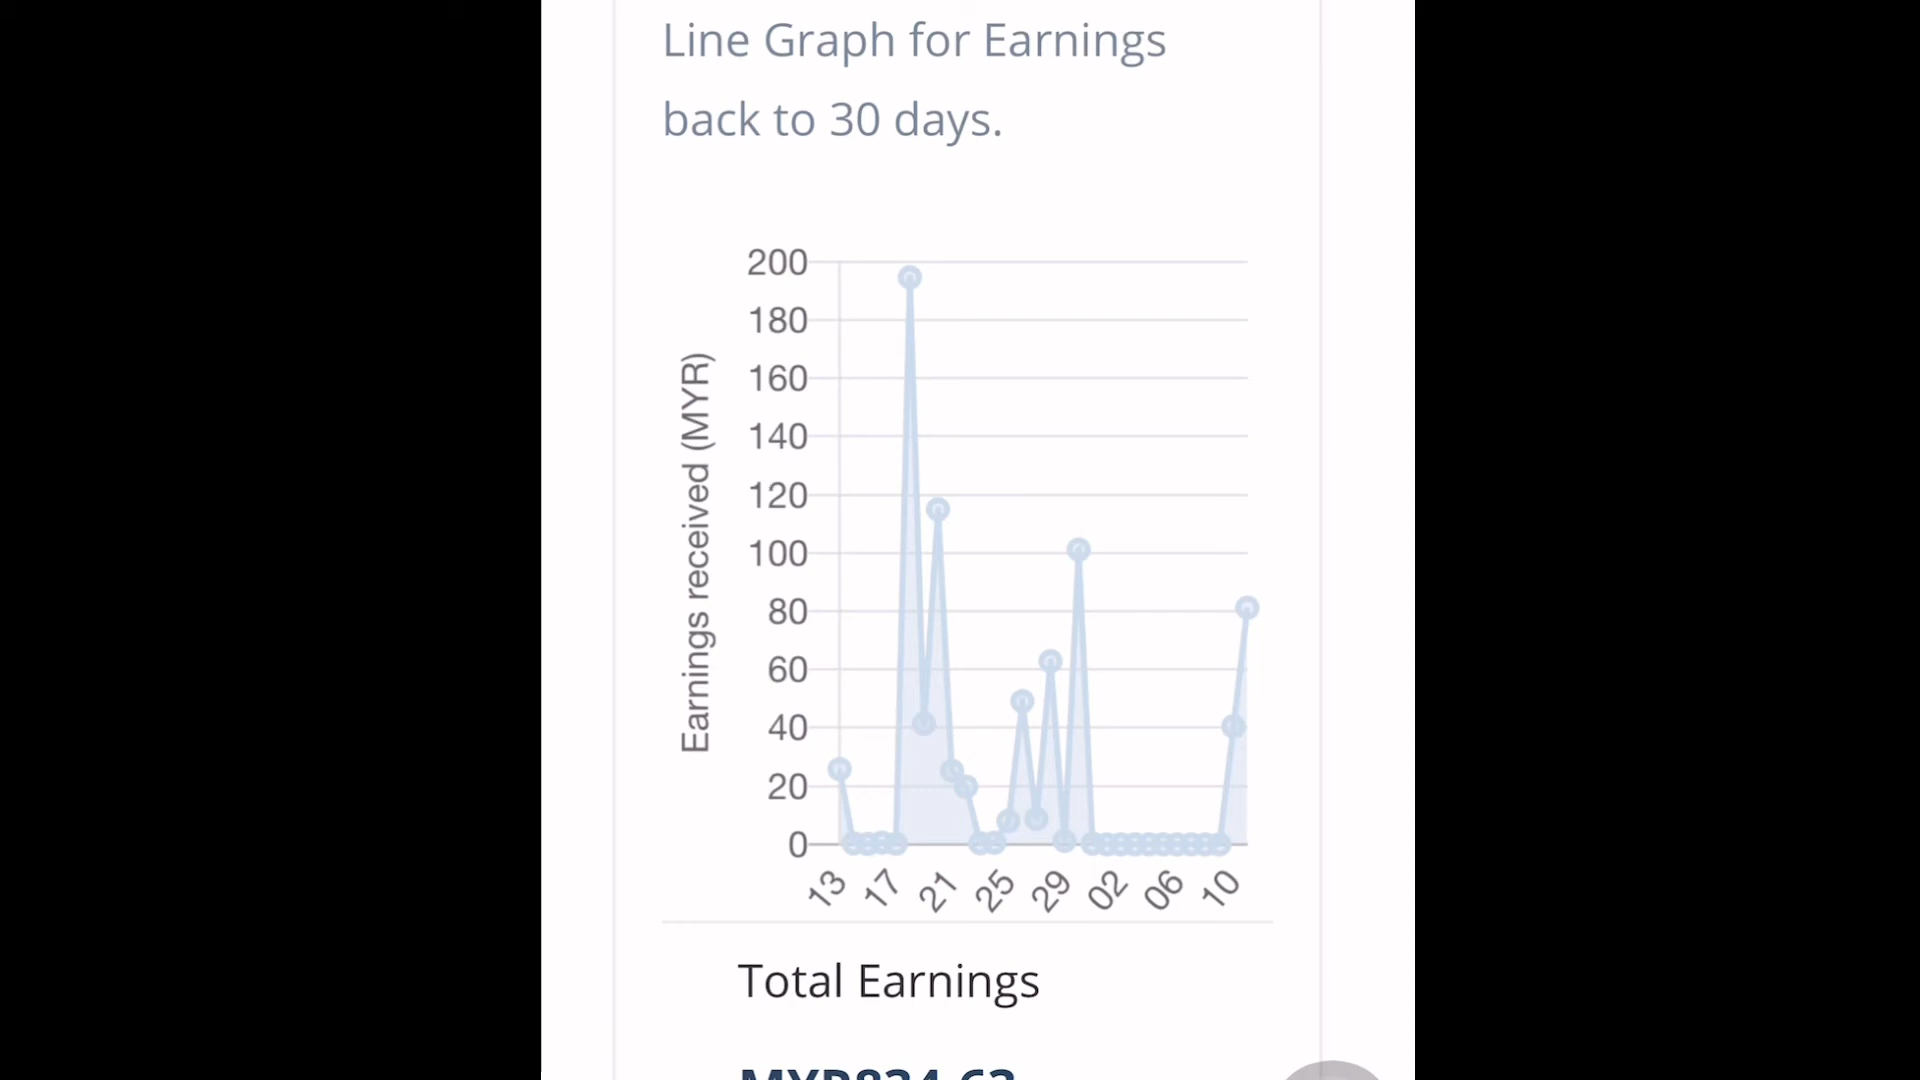 Line Graph for Earnings
back to 30 days.
200
180
160
140
120
100
80
60
40
20
0
Earnings received (MYR)
13 17 21 25 29 02 06 10
Total Earnings